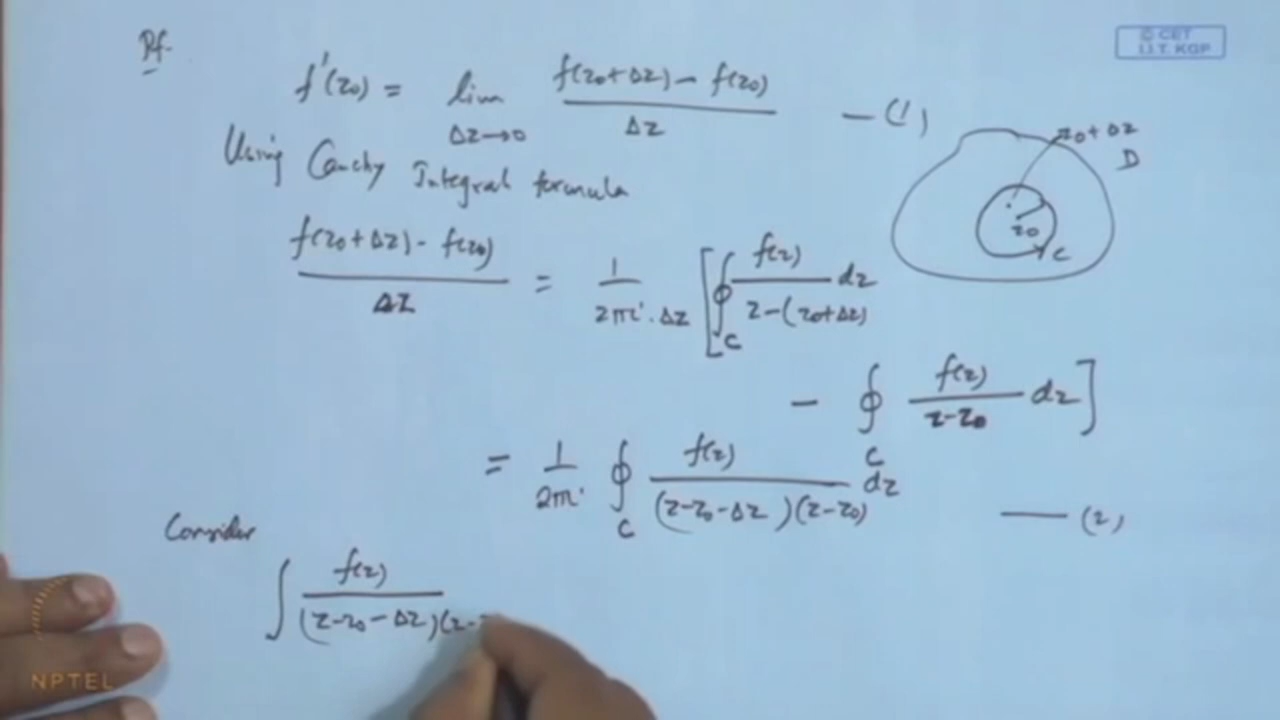 © CET
I.I.T. KGP
Pf.
f'(z₀) = lim Δz→0 (f(z₀+Δz) − f(z₀)) / Δz — (1)
Using Cauchy Integral formula
z₀+Δz
D
z₀
C
(f(z₀+Δz) − f(z₀)) / Δz = 1/(2πi·Δz) [∮_C f(z)/(z−(z₀+Δz)) dz
− ∮_C f(z)/(z−z₀) dz]
= 1/(2πi) ∮_C f(z)/((z−z₀−Δz)(z−z₀)) dz — (2)
Consider
∫ f(z)/((z−z₀−Δz)(z−
NPTEL